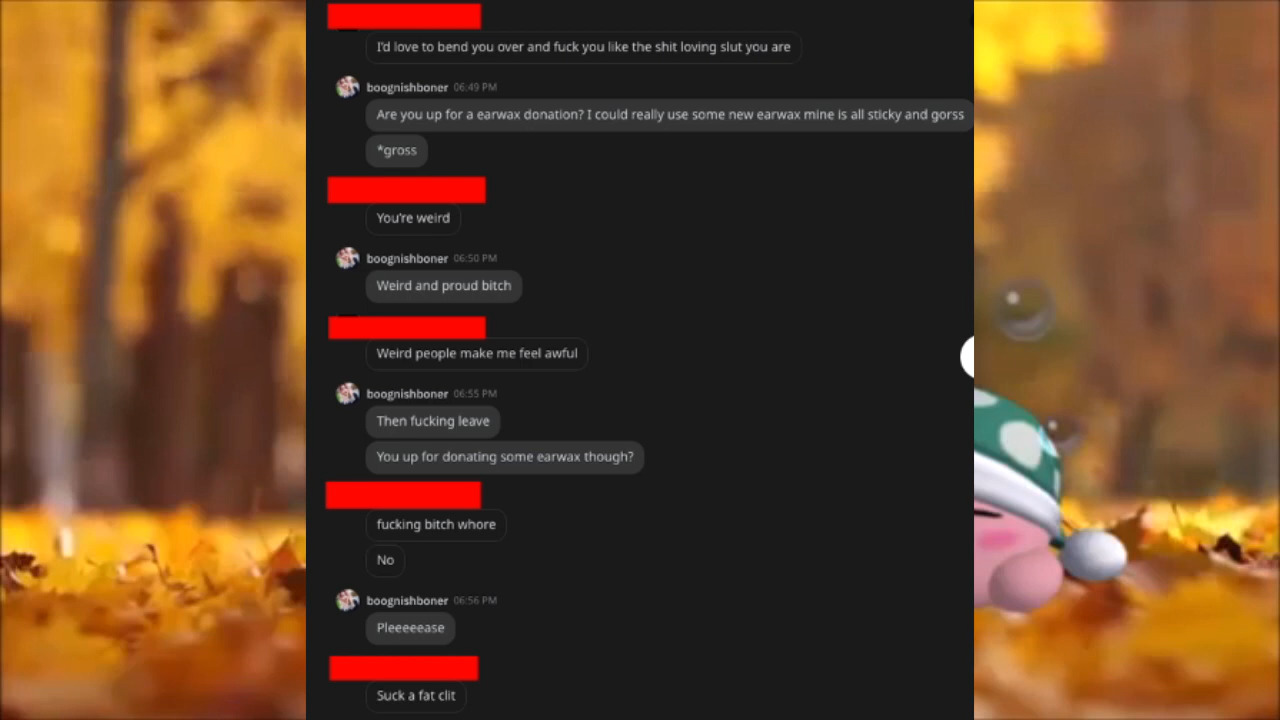 I'd love to bend you over and fuck you like the shit loving slut you are
boognishboner 06:49 PM
Are you up for a earwax donation? I could really use some new earwax mine is all sticky and gorss
*gross
You're weird
boognishboner 06:50 PM
Weird and proud bitch
Weird people make me feel awful
boognishboner 06:55 PM
Then fucking leave
You up for donating some earwax though?
fucking bitch whore
No
boognishboner 06:56 PM
Pleeeeease
Suck a fat clit